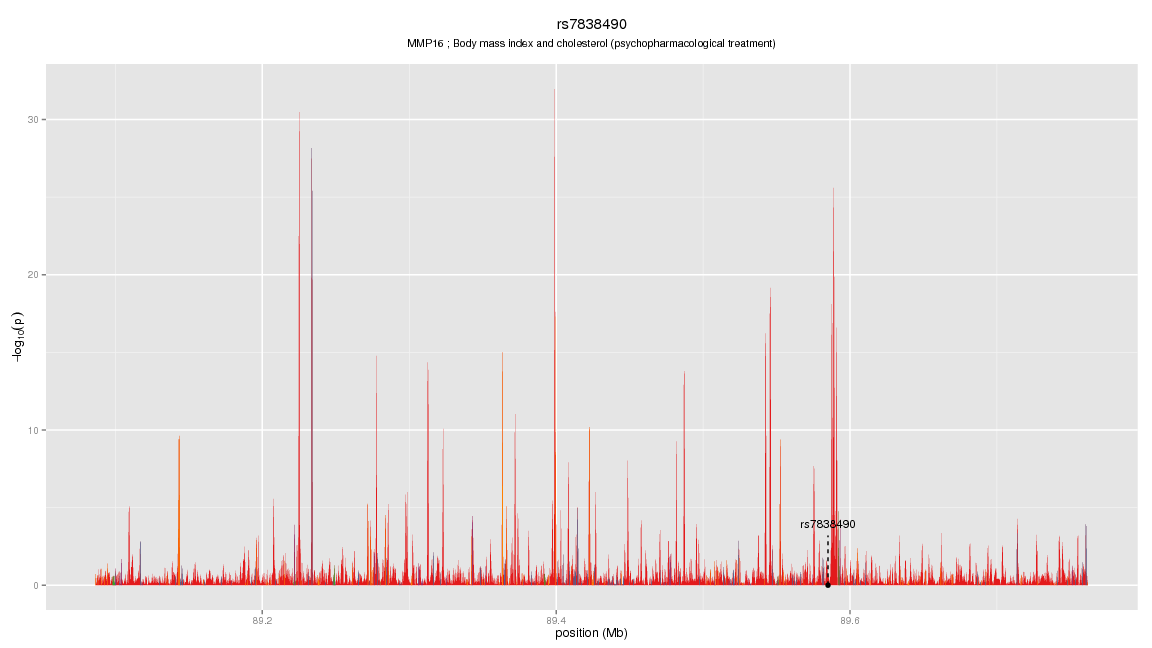 rs7838490
MMP16 ; Body mass index and cholesterol (psychopharmacological treatment)
−log10(p)
30
20
10
0
rs7838490
89.2 89.4 89.6
position (Mb)